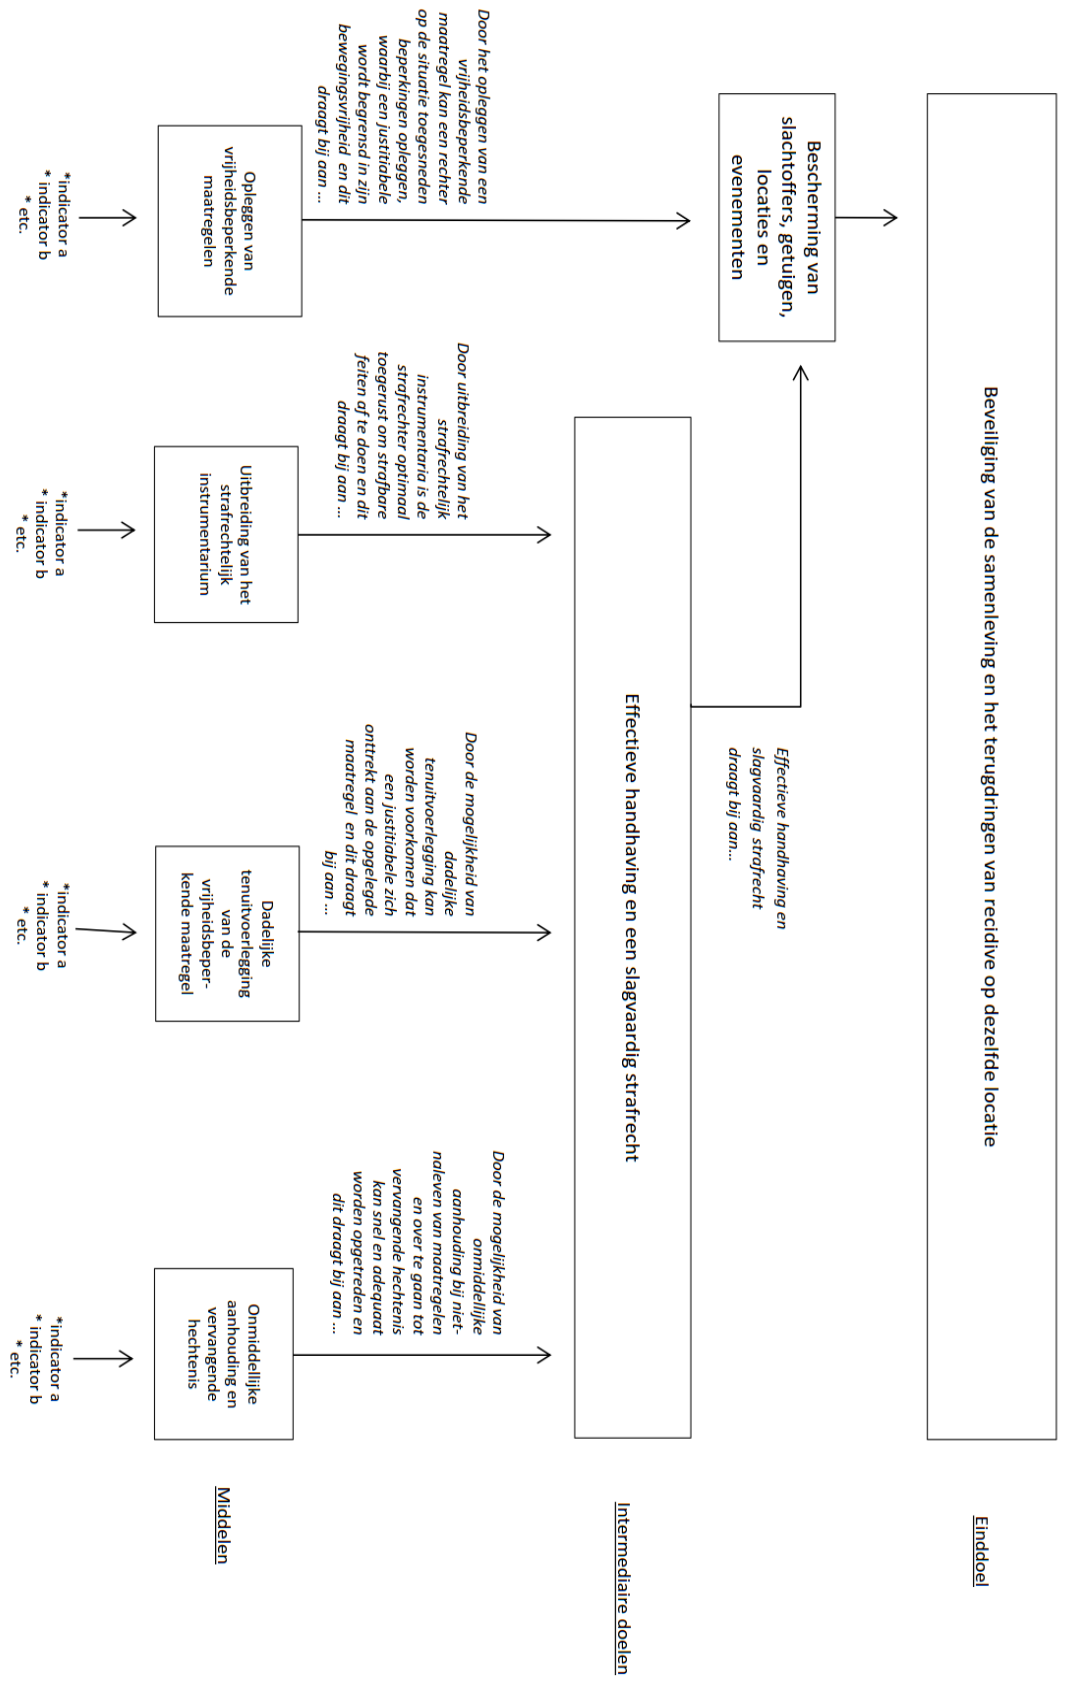 Beveiliging van de samenleving en het terugdringen van recidive op dezelfde locatie
Einddoel
Bescherming van
slachtoffers, getuigen,
locaties en
evenementen
Effectieve handhaving en
slagvaardig strafrecht
draagt bij aan...
Effectieve handhaving en een slagvaardig strafrecht
Intermediaire doelen
Door het opleggen van een
vrijheidsbeperkende
maatregel kan een rechter
op de situatie toegesneden
beperkingen opleggen,
waarbij een justitiabele
wordt begrensd in zijn
bewegingsvrijheid en dit
draagt bij aan ...
Door uitbreiding van het
strafrechtelijk
instrumentaria is de
strafrechter optimaal
toegerust om strafbare
feiten af te doen en dit
draagt bij aan ...
Door de mogelijkheid van
dadelijke
tenuitvoerlegging kan
worden voorkomen dat
een justitiabele zich
onttrekt aan de opgelegde
maatregel en dit draagt
bij aan ...
Door de mogelijkheid van
onmiddellijke
aanhouding bij niet-
naleven van maatregelen
en over te gaan tot
vervangende hechtenis
kan snel en adequaat
worden opgetreden en
dit draagt bij aan ...
Opleggen van
vrijheidsbeperkende
maatregelen
Uitbreiding van het
strafrechtelijk
instrumentarium
Dadelijke
tenuitvoerlegging
van de
vrijheidsbeper-
kende maatregel
Onmiddellijke
aanhouding en
vervangende
hechtenis
Middelen
*indicator a
* indicator b
* etc.
*indicator a
* indicator b
* etc.
*indicator a
* indicator b
* etc.
*indicator a
* indicator b
* etc.